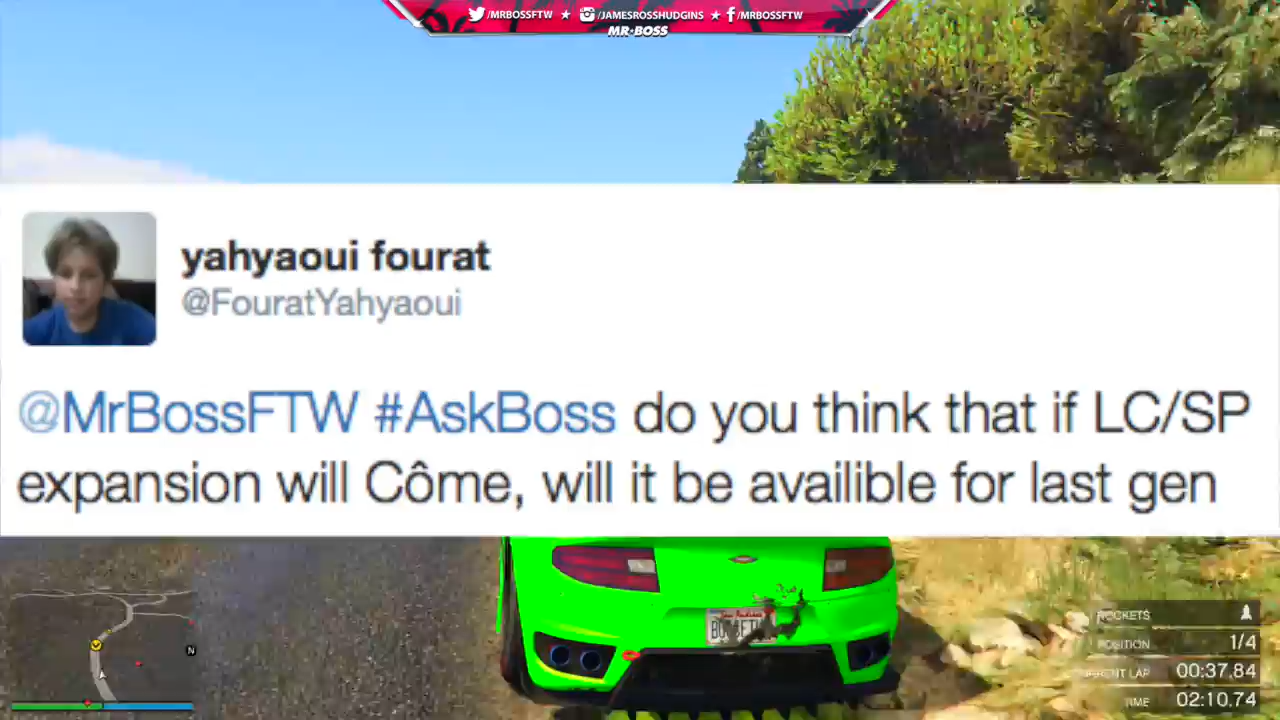 /MRBOSSFTW ★ /JAMESROSSHUDGINS ★ /MRBOSSFTW
MR·BOSS
yahyaoui fourat
@FouratYahyaoui
@MrBossFTW #AskBoss do you think that if LC/SP
expansion will Côme, will it be availible for last gen
N
ROCKETS
POSITION 1/4
LAP 00:37.84
TIME 02:10.74